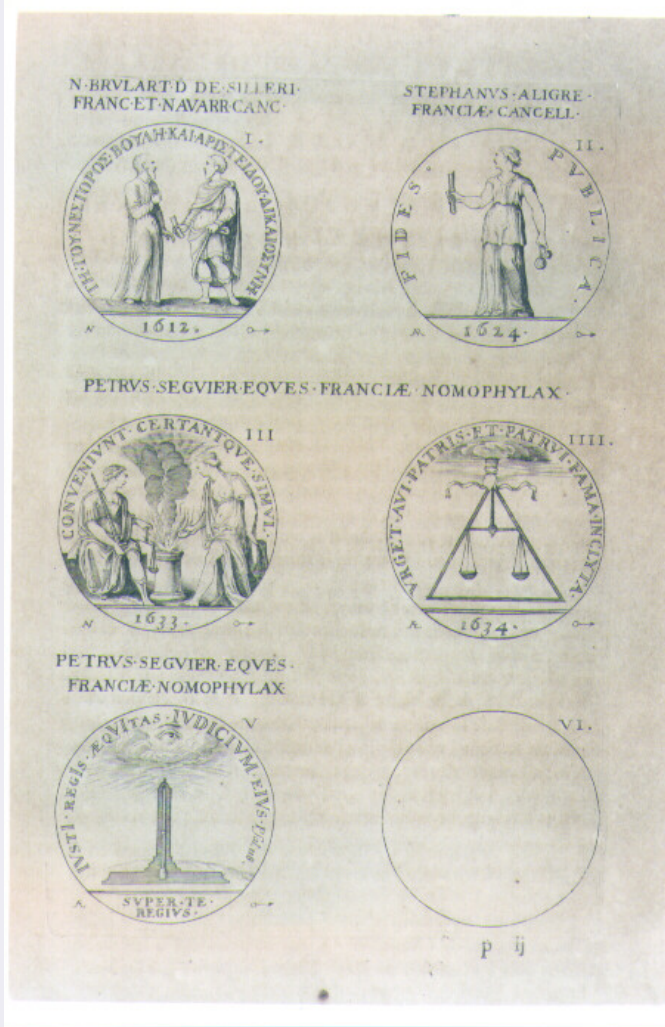 N·BRVLART·D DE·SILLERI·
FRANC·ET·NAVARR CANC·
I.
ΤΗ·ΤΟΥ ΝΕΣΤΟΡΟΣ·ΒΟΥΛΗ·ΚΑΙ ΑΡΙΣΤΕΙΔΟΥ·ΔΙΚΑΙΟΣΥΝΗ
1612.
STEPHANVS·ALIGRE·
FRANCIÆ·CANCELL·
II.
FIDES·PVBLICA·
1624·
PETRVS·SEGVIER·EQVES·FRANCIÆ·NOMOPHYLAX·
III
CONVENIVNT·CERTANTQVE·SIMVL·
1633·
IIII.
VRGET·AVI·PATRIS·ET·PATRVI·FAMA·INCIXTA·
1634·
PETRVS·SEGVIER·EQVES·
FRANCIÆ·NOMOPHYLAX
V
IVSTI·REGIS·ÆQVITAS·IVDICIVM·EIVS·
SVPER·TE·
REGIVS·
VI.
p ij